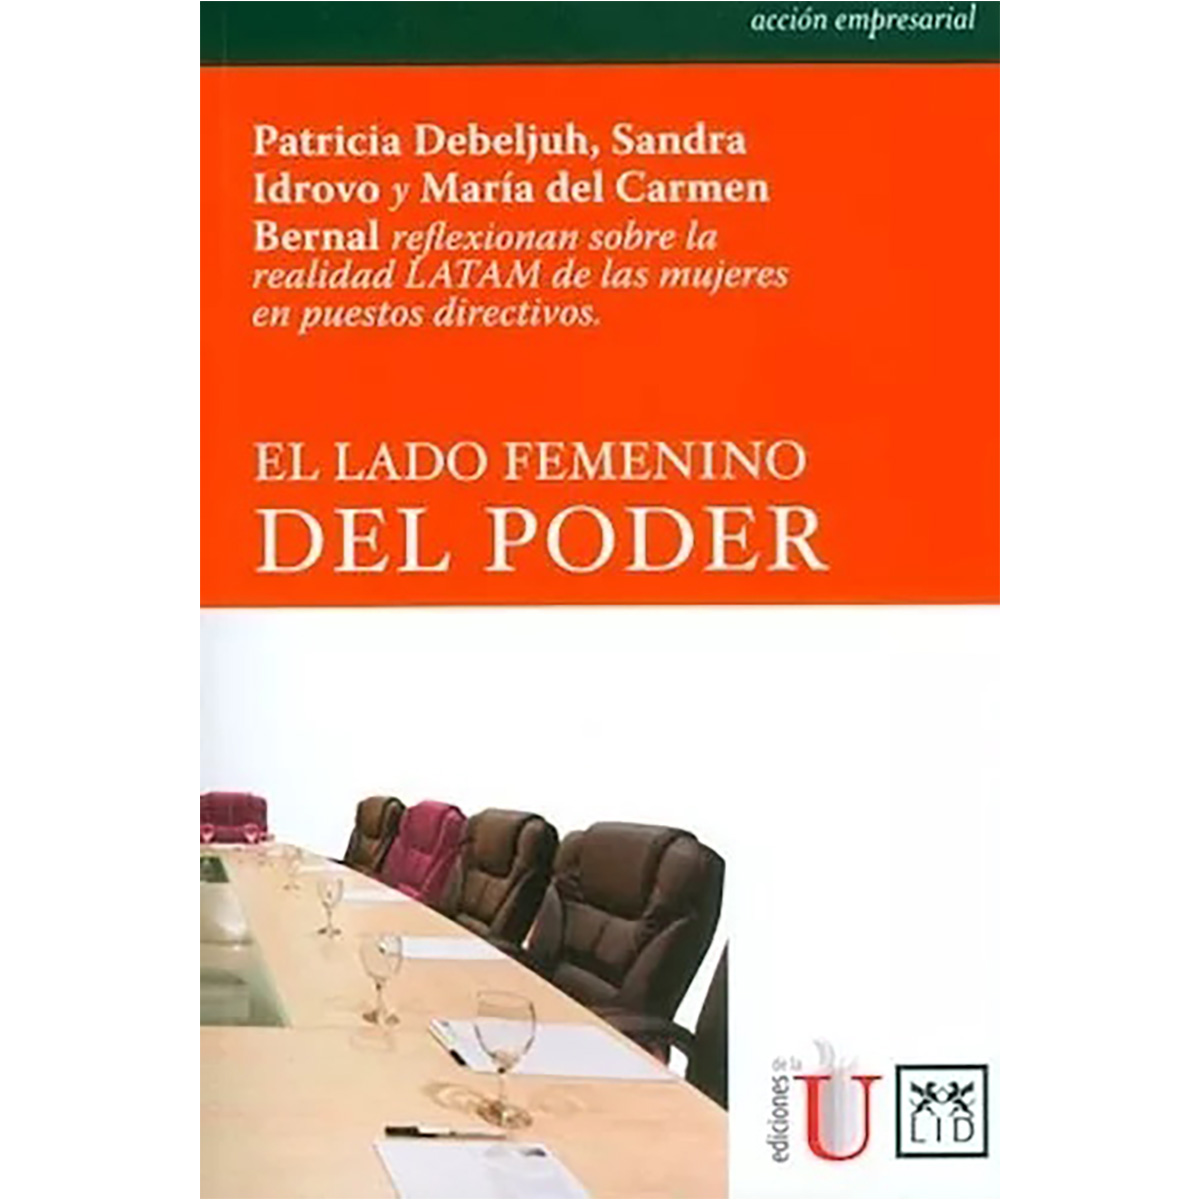 acción empresarial
Patricia Debeljuh, Sandra
Idrovo y María del Carmen
Bernal reflexionan sobre la
realidad LATAM de las mujeres
en puestos directivos.
EL LADO FEMENINO
DEL PODER
ediciones de la U
LID